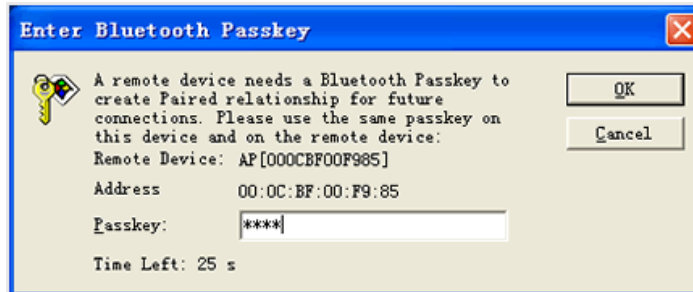 Enter Bluetooth Passkey
A remote device needs a Bluetooth Passkey to
create Paired relationship for future
connections. Please use the same passkey on
this device and on the remote device:
Remote Device: AP[000CBF00F985]
Address 00:0C:BF:00:F9:85
Passkey: ****
Time Left: 25 s
OK
Cancel